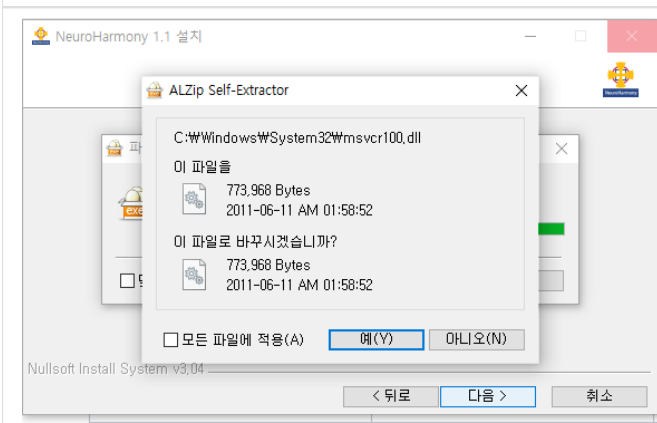 NeuroHarmony 1.1 설치
NeuroHarmony
ALZip Self-Extractor
C:₩Windows₩System32₩msvcr100.dll
이 파일을
773,968 Bytes
2011-06-11 AM 01:58:52
이 파일로 바꾸시겠습니까?
773,968 Bytes
2011-06-11 AM 01:58:52
모든 파일에 적용(A)
예(Y)
아니오(N)
exe
Nullsoft Install System v3.04
< 뒤로
다음 >
취소